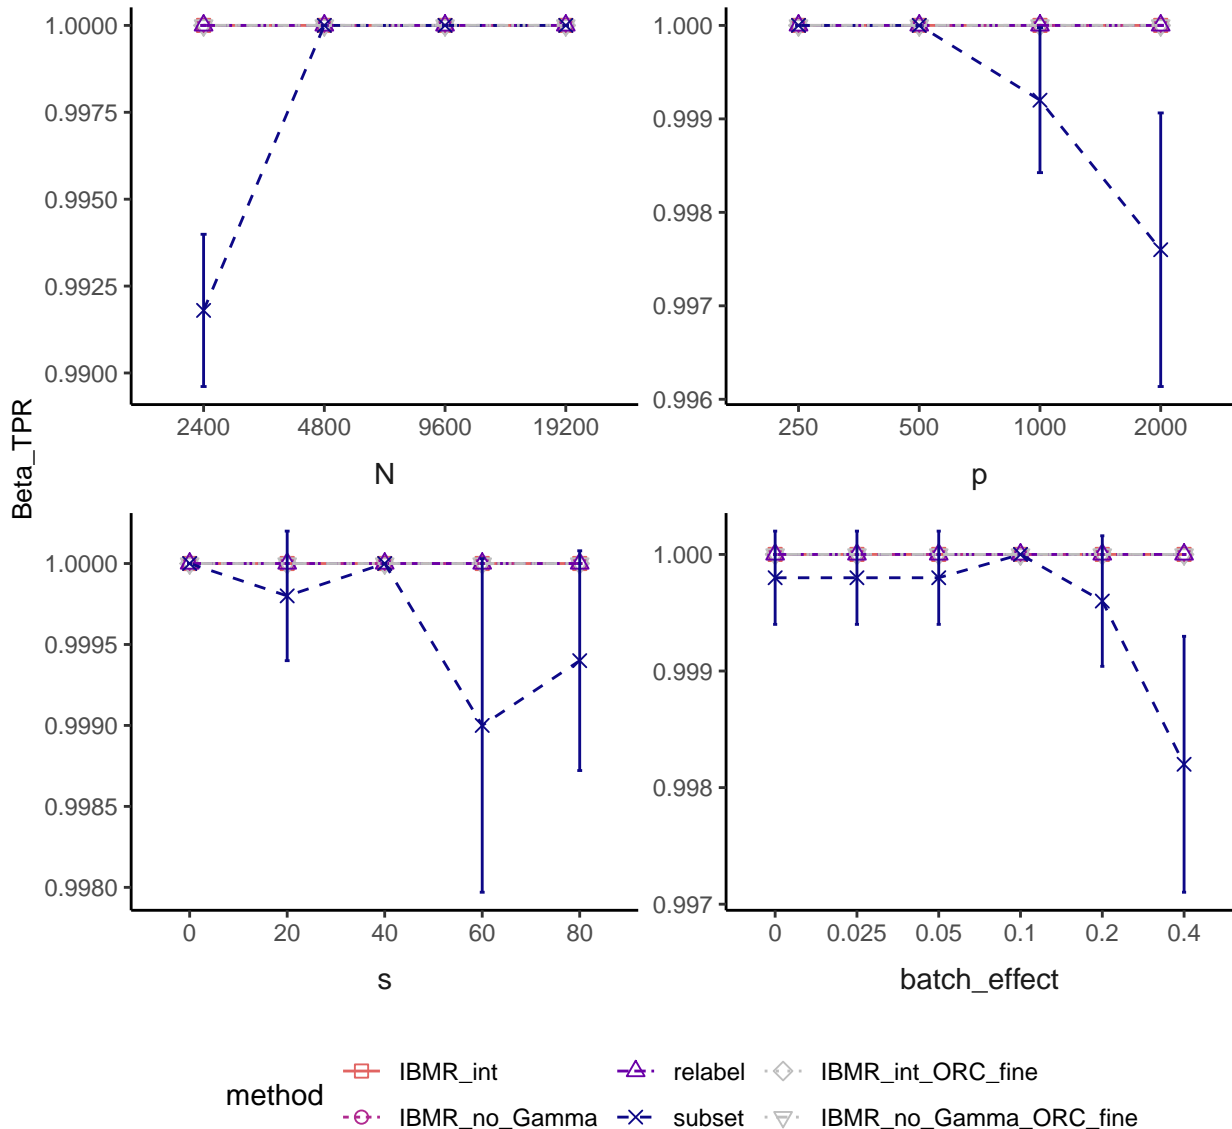 Beta_TPR
1.0000
0.9975
0.9950
0.9925
0.9900
2400 4800 9600 19200
N
1.000
0.999
0.998
0.997
0.996
250 500 1000 2000
p
1.0000
0.9995
0.9990
0.9985
0.9980
0 20 40 60 80
s
1.000
0.999
0.998
0.997
0 0.025 0.05 0.1 0.2 0.4
batch_effect
method
IBMR_int relabel IBMR_int_ORC_fine
IBMR_no_Gamma subset IBMR_no_Gamma_ORC_fine